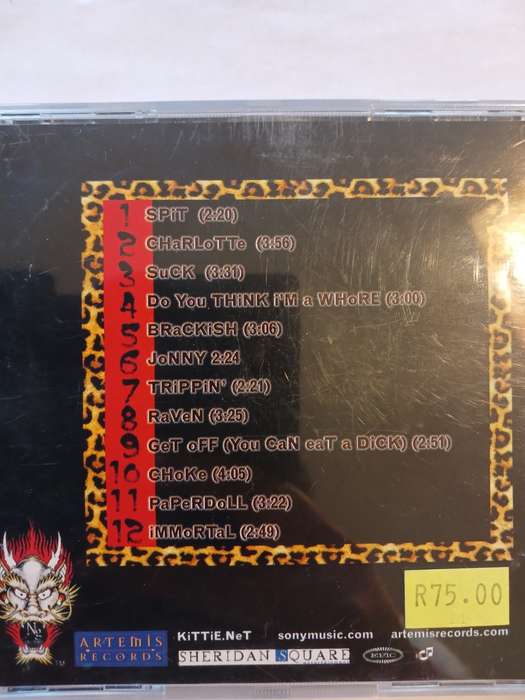 1 SPiT (2:20)
2 CHaRLoTTe (3:56)
3 SuCK (3:31)
4 Do You THiNK i'M a WHoRE (3:00)
5 BRaCKiSH (3:06)
6 JoNNY 2:24
7 TRiPPiN' (2:21)
8 RaVeN (3:25)
9 GeT oFF (You CaN eaT a DiCK) (2:51)
10 CHoKe (4:05)
11 PaPeRDoLL (3:22)
12 iMMoRTaL (2:49)
R75.00
NG
TM
ARTEMIS RECORDS
KiTTiE.NeT sonymusic.com artemisrecords.com
SHERIDAN SQUARE
EPIC